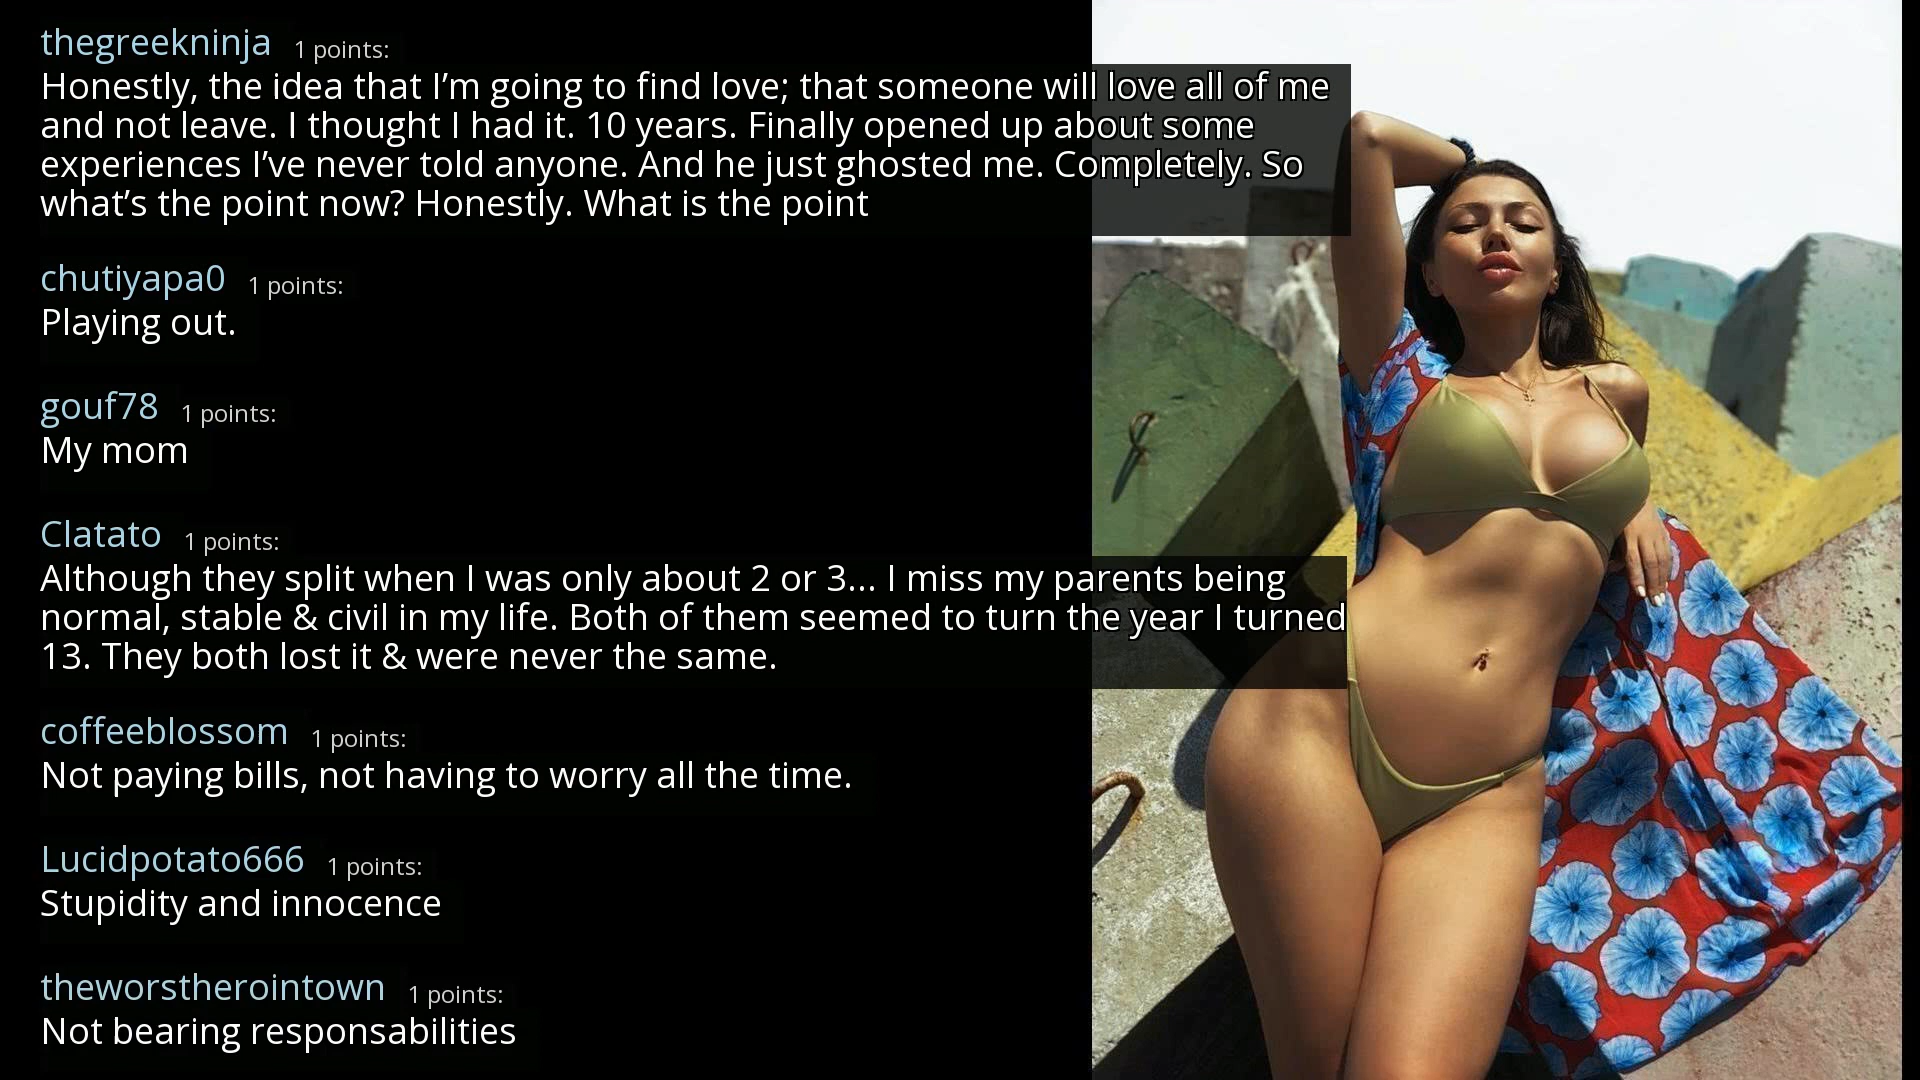 thegreekninja 1 points:
Honestly, the idea that I’m going to find love; that someone will love all of me
and not leave. I thought I had it. 10 years. Finally opened up about some
experiences I’ve never told anyone. And he just ghosted me. Completely. So
what’s the point now? Honestly. What is the point
chutiyapa0 1 points:
Playing out.
gouf78 1 points:
My mom
Clatato 1 points:
Although they split when I was only about 2 or 3... I miss my parents being
normal, stable & civil in my life. Both of them seemed to turn the year I turned
13. They both lost it & were never the same.
coffeeblossom 1 points:
Not paying bills, not having to worry all the time.
Lucidpotato666 1 points:
Stupidity and innocence
theworstherointown 1 points:
Not bearing responsabilities